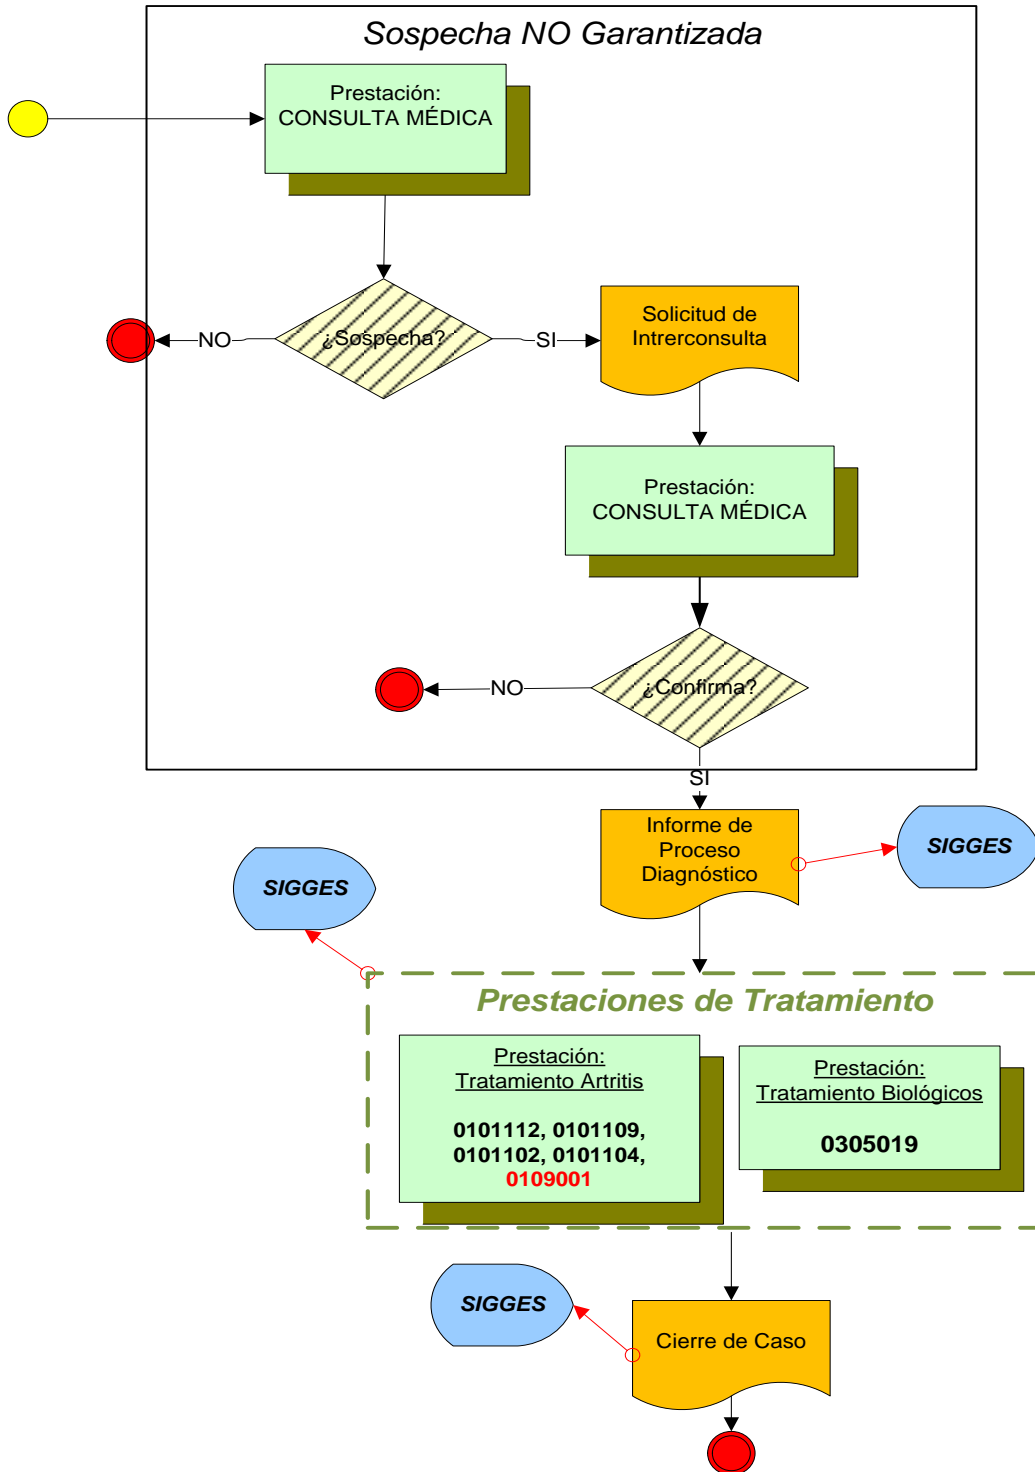 Sospecha NO Garantizada
Prestación:
CONSULTA MÉDICA
¿Sospecha?
NO
SI
Solicitud de
Intrerconsulta
Prestación:
CONSULTA MÉDICA
¿Confirma?
NO
SI
Informe de
Proceso
Diagnóstico
SIGGES
SIGGES
Prestaciones de Tratamiento
Prestación:
Tratamiento Artritis
0101112, 0101109,
0101102, 0101104,
0109001
Prestación:
Tratamiento Biológicos
0305019
SIGGES
Cierre de Caso